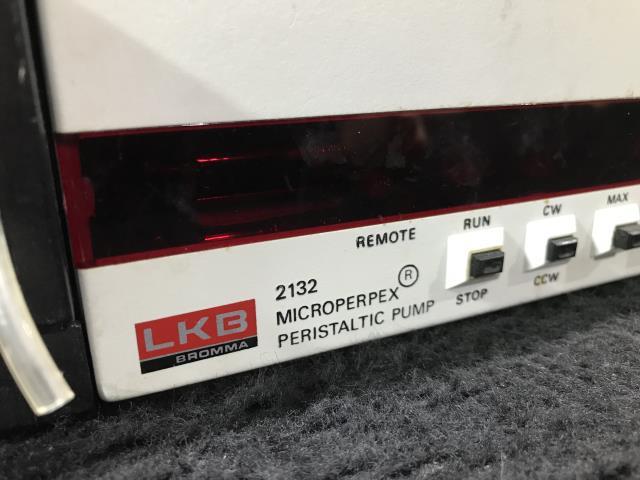 REMOTE
RUN
CW
MAX
STOP
CCW
LKB
BROMMA
2132
MICROPERPEX®
PERISTALTIC PUMP